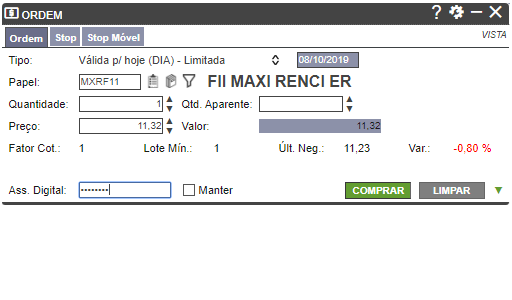 ORDEM ?
Ordem Stop Stop Móvel VISTA
Tipo: Válida p/ hoje (DIA) - Limitada 08/10/2019
Papel: MXRF11 FII MAXI RENCI ER
Quantidade: 1 Qtd. Aparente:
Preço: 11,32 Valor: 11,32
Fator Cot.: 1 Lote Mín.: 1 Últ. Neg.: 11,23 Var.: -0,80 %
Ass. Digital: ******** Manter COMPRAR LIMPAR